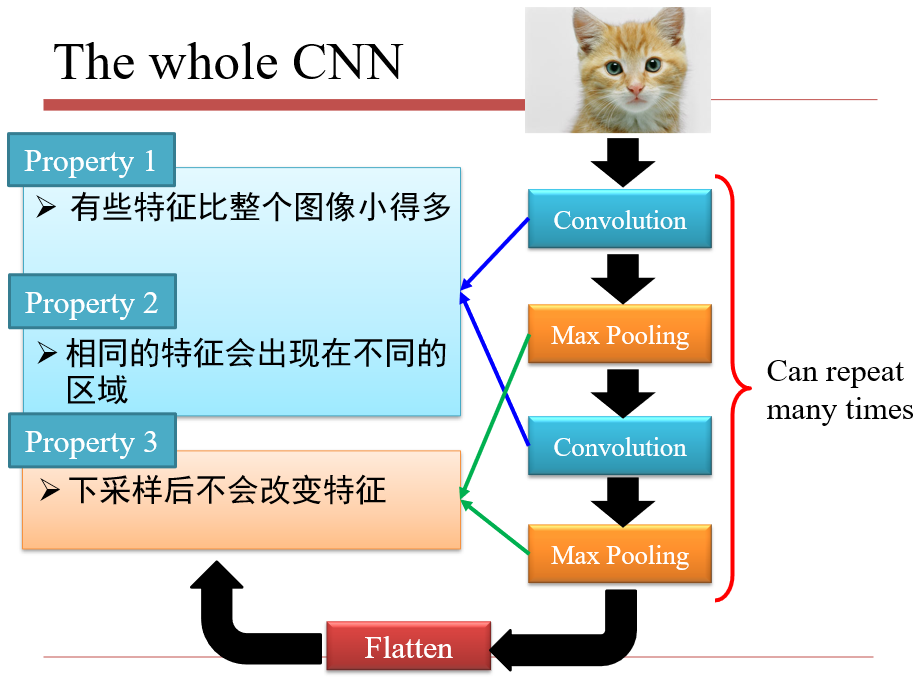 The whole CNN
Property 1
➢ 有些特征比整个图像小得多
Property 2
➢ 相同的特征会出现在不同的
区域
Property 3
➢ 下采样后不会改变特征
Convolution
Max Pooling
Convolution
Max Pooling
Can repeat
many times
Flatten